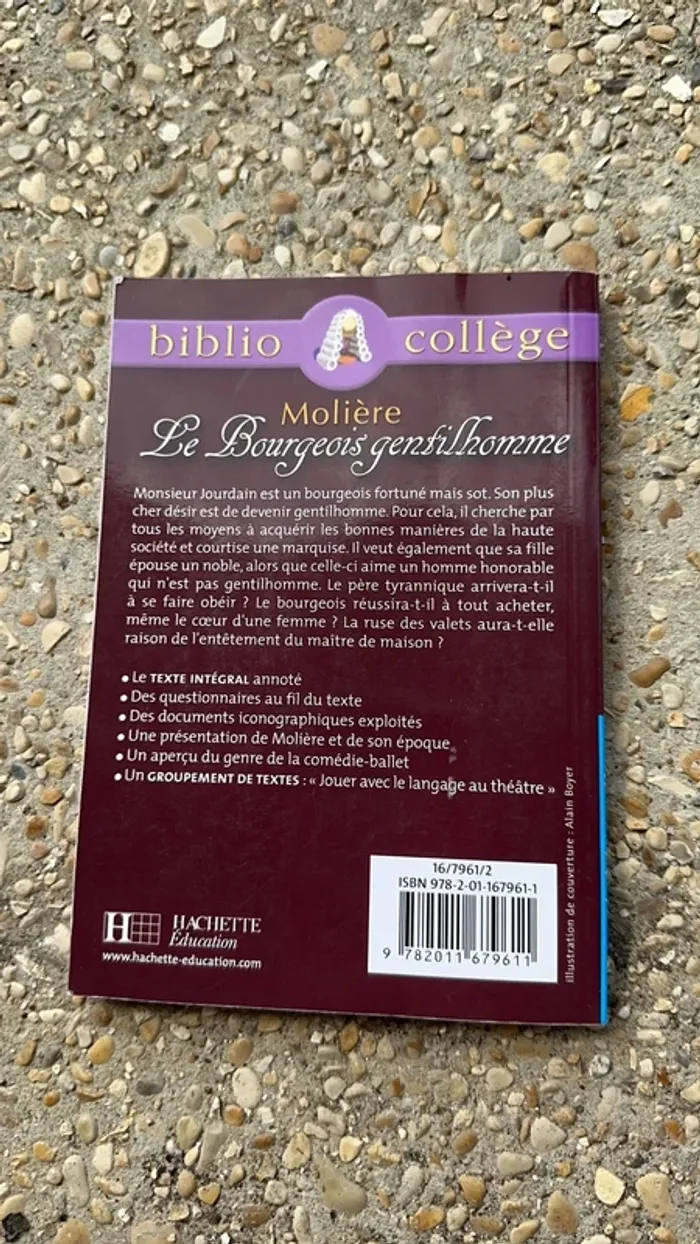 biblio collège
Molière
Le Bourgeois gentilhomme
Monsieur Jourdain est un bourgeois fortuné mais sot. Son plus
cher désir est de devenir gentilhomme. Pour cela, il cherche par
tous les moyens à acquérir les bonnes manières de la haute
société et courtise une marquise. Il veut également que sa fille
épouse un noble, alors que celle-ci aime un homme honorable
qui n'est pas gentilhomme. Le père tyrannique arrivera-t-il
à se faire obéir ? Le bourgeois réussira-t-il à tout acheter,
même le cœur d'une femme ? La ruse des valets aura-t-elle
raison de l'entêtement du maître de maison ?
• Le TEXTE INTÉGRAL annoté
• Des questionnaires au fil du texte
• Des documents iconographiques exploités
• Une présentation de Molière et de son époque
• Un aperçu du genre de la comédie-ballet
• Un GROUPEMENT DE TEXTES : « Jouer avec le langage au théâtre »
illustration de couverture : Alain Boyer
16/7961/2
ISBN 978-2-01-167961-1
9 782011 679611
H HACHETTE
Éducation
www.hachette-education.com